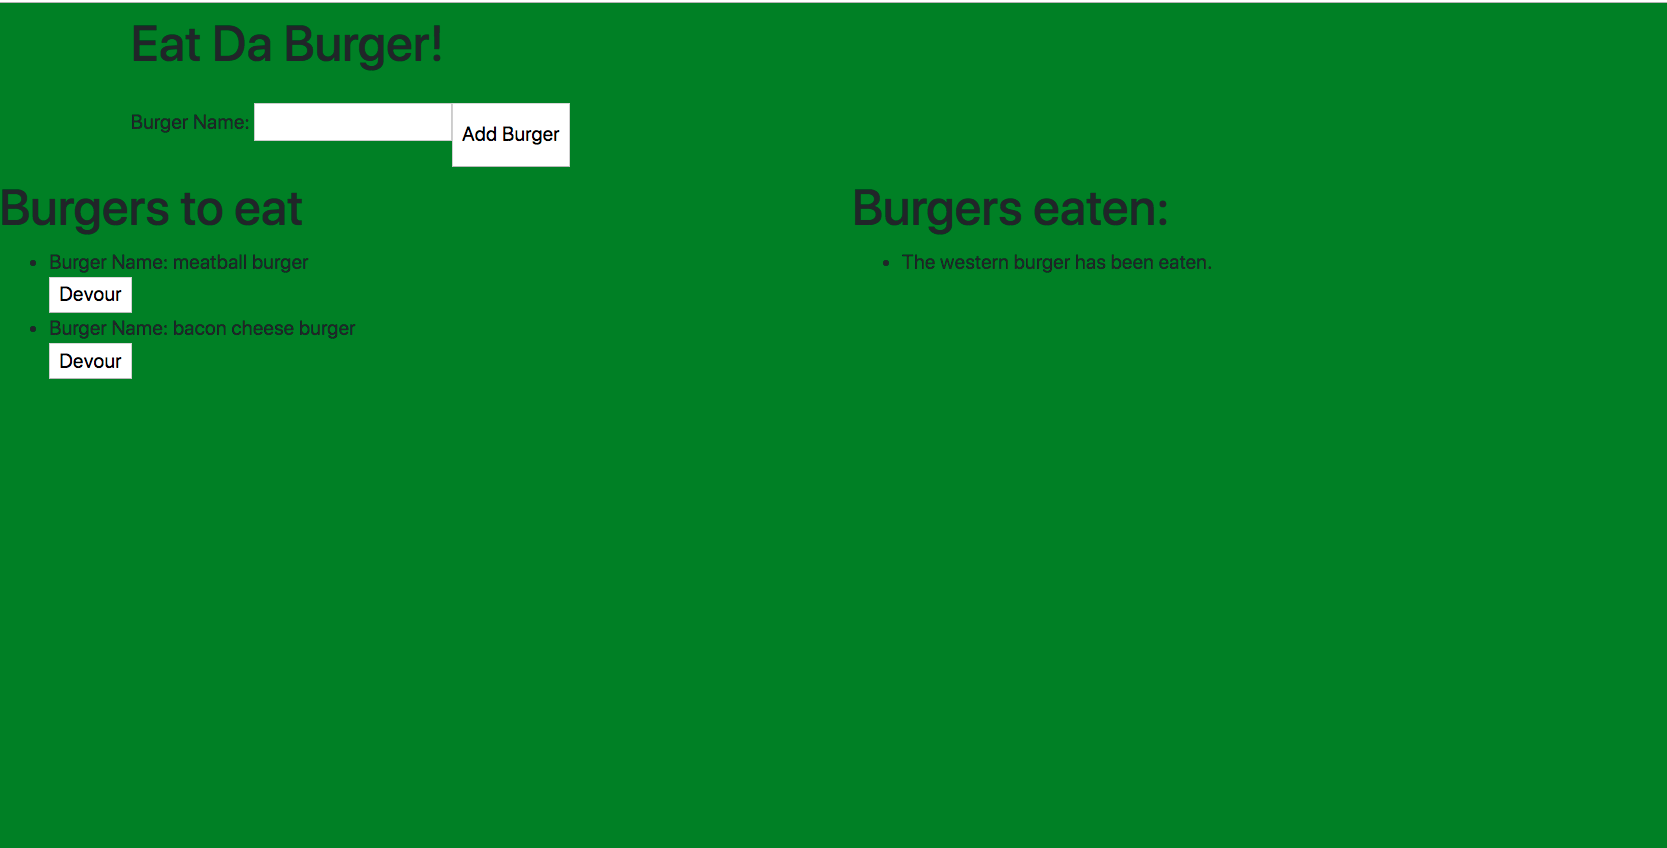 Eat Da Burger!
Burger Name:
Add Burger
Burgers to eat
Burger Name: meatball burger
Devour
Burger Name: bacon cheese burger
Devour
Burgers eaten:
The western burger has been eaten.